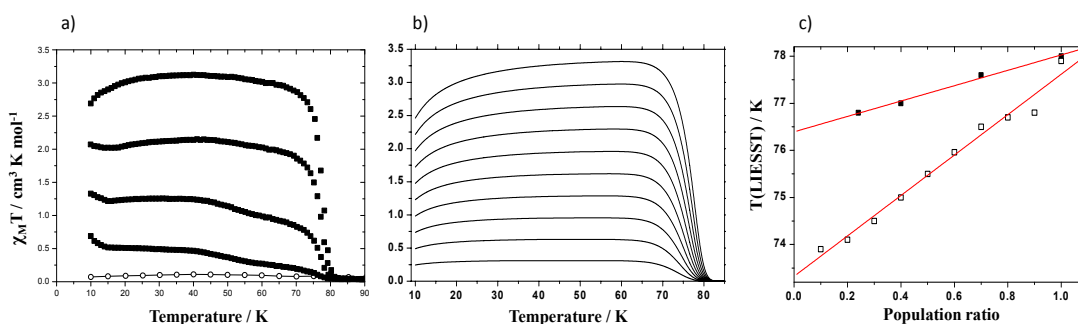 a)
3.5
3.0
2.5
2.0
1.5
1.0
0.5
0.0
χMT / cm³ K mol⁻¹
0 10 20 30 40 50 60 70 80 90
Temperature / K
b)
3.5
3.0
2.5
2.0
1.5
1.0
0.5
0.0
10 20 30 40 50 60 70 80
Temperature / K
c)
78
77
76
75
74
T(LIESST) / K
0.0 0.2 0.4 0.6 0.8 1.0
Population ratio